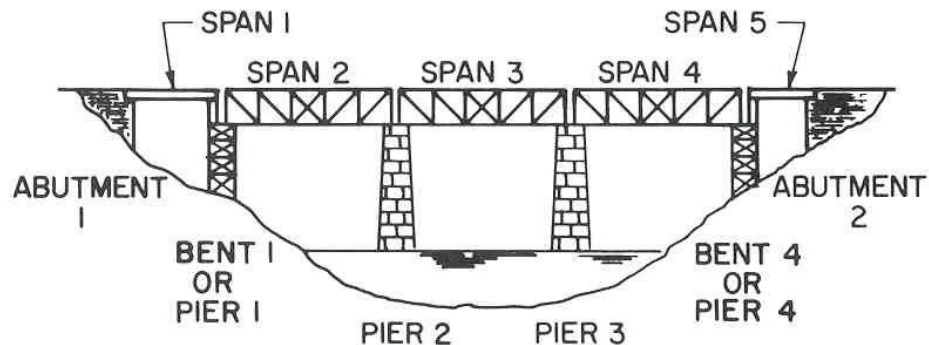 SPAN 1
SPAN 5
SPAN 2
SPAN 3
SPAN 4
ABUTMENT
1
ABUTMENT
2
BENT 1
OR
PIER 1
BENT 4
OR
PIER 4
PIER 2
PIER 3